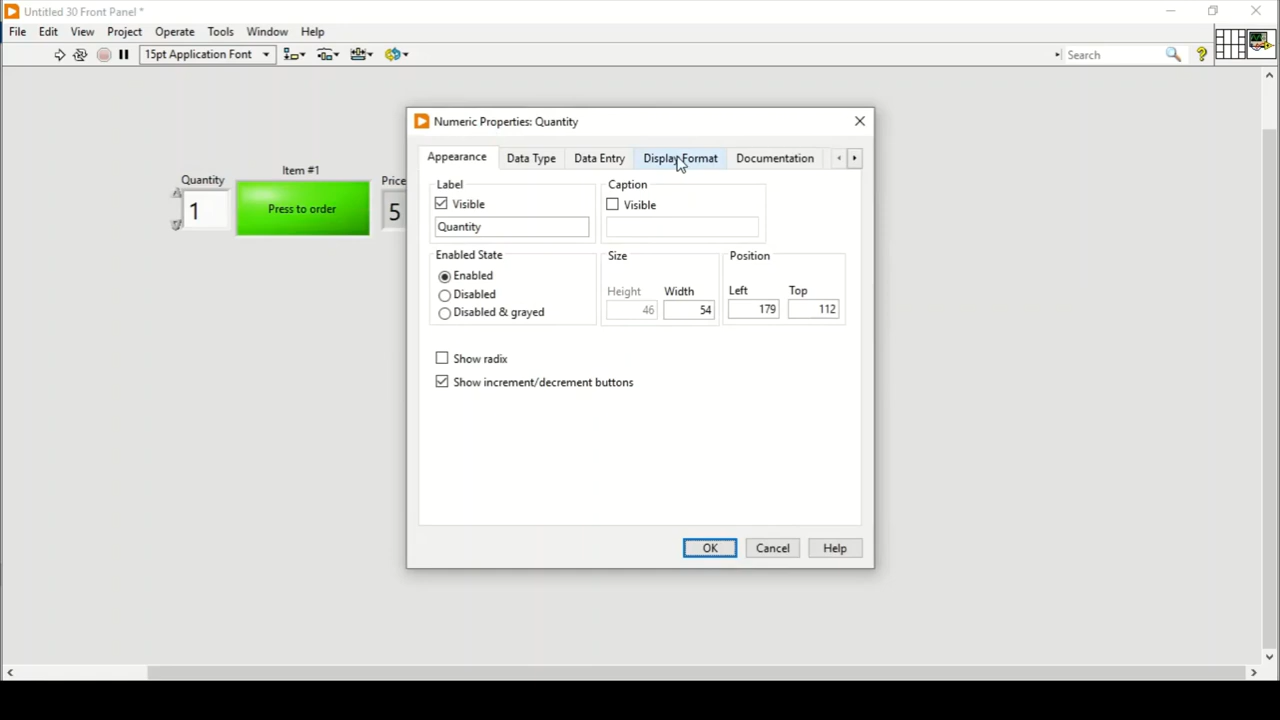 Untitled 30 Front Panel *
File Edit View Project Operate Tools Window Help
15pt Application Font
Search
?
Numeric Properties: Quantity
Appearance Data Type Data Entry Display Format Documentation
Item #1
Quantity
Price
1
Press to order
5
Label
Visible
Quantity
Caption
Visible
Enabled State
Enabled
Disabled
Disabled & grayed
Size
Height Width
46 54
Position
Left Top
179 112
Show radix
Show increment/decrement buttons
OK Cancel Help